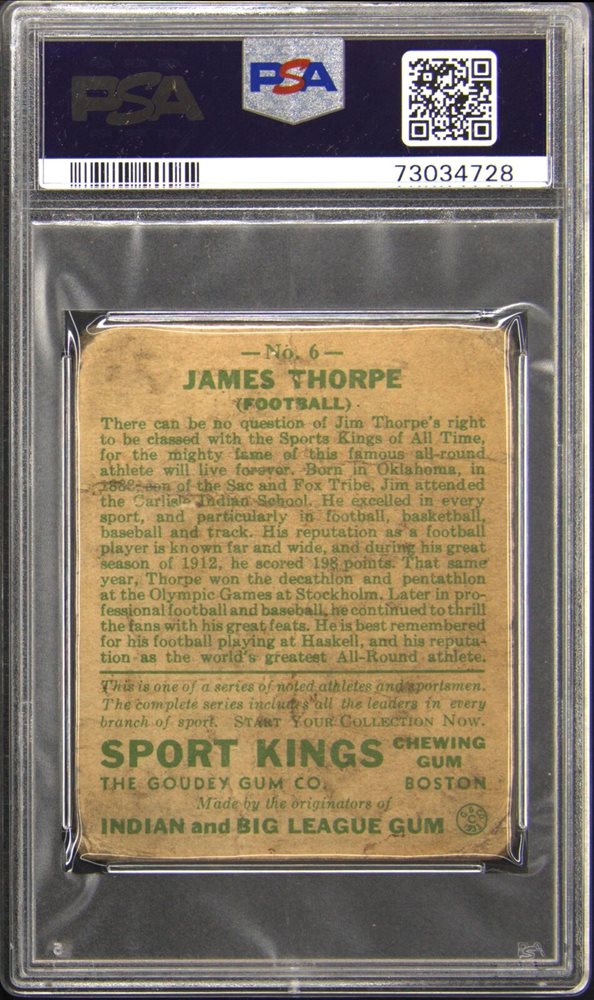 PSA
PSA
73034728
— No. 6 —
JAMES THORPE
(FOOTBALL)
There can be no question of Jim Thorpe's right
to be classed with the Sports Kings of All Time,
for the mighty fame of this famous all-round
athlete will live forever. Born in Oklahoma, in
son of the Sac and Fox Tribe, Jim attended
the Carlisle Indian School. He excelled in every
sport, and particularly in football, basketball,
baseball and track. His reputation as a football
player is known far and wide, and during his great
season of 1912, he scored 198 points. That same
year, Thorpe won the decathlon and pentathlon
at the Olympic Games at Stockholm. Later in pro-
fessional football and baseball, he continued to thrill
the fans with his great feats. He is best remembered
for his football playing at Haskell, and his reputa-
tion as the world's greatest All-Round athlete.
This is one of a series of noted athletes and sportsmen.
The complete series includes all the leaders in every
branch of sport. START YOUR COLLECTION NOW.
SPORT KINGS CHEWING GUM
THE GOUDEY GUM CO. BOSTON
Made by the originators of
INDIAN and BIG LEAGUE GUM
PSA